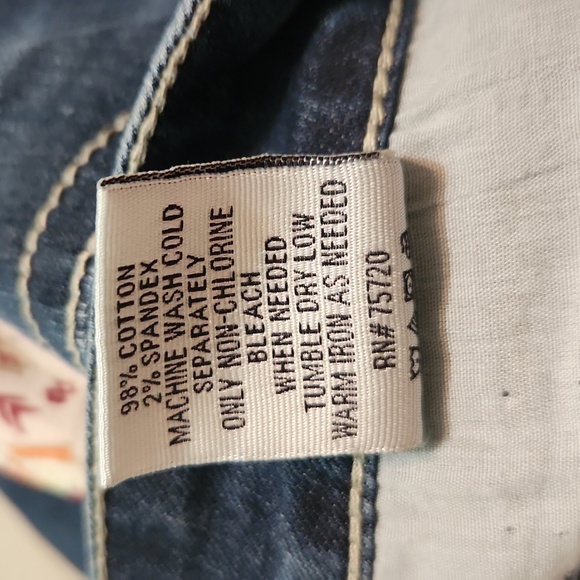 98% COTTON
2% SPANDEX
MACHINE WASH COLD
SEPARATELY
ONLY NON-CHLORINE
BLEACH
WHEN NEEDED
TUMBLE DRY LOW
WARM IRON AS NEEDED
RN# 75720